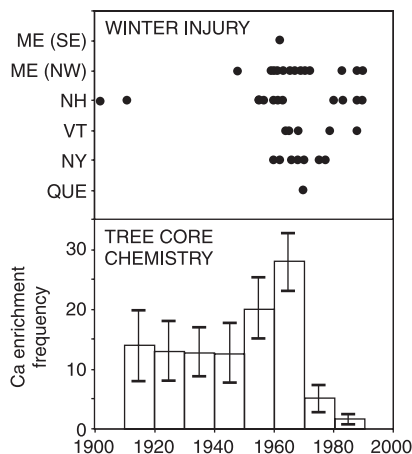 WINTER INJURY
ME (SE)
ME (NW)
NH
VT
NY
QUE
TREE CORE
CHEMISTRY
Ca enrichment
frequency
30
20
10
0
1900 1920 1940 1960 1980 2000